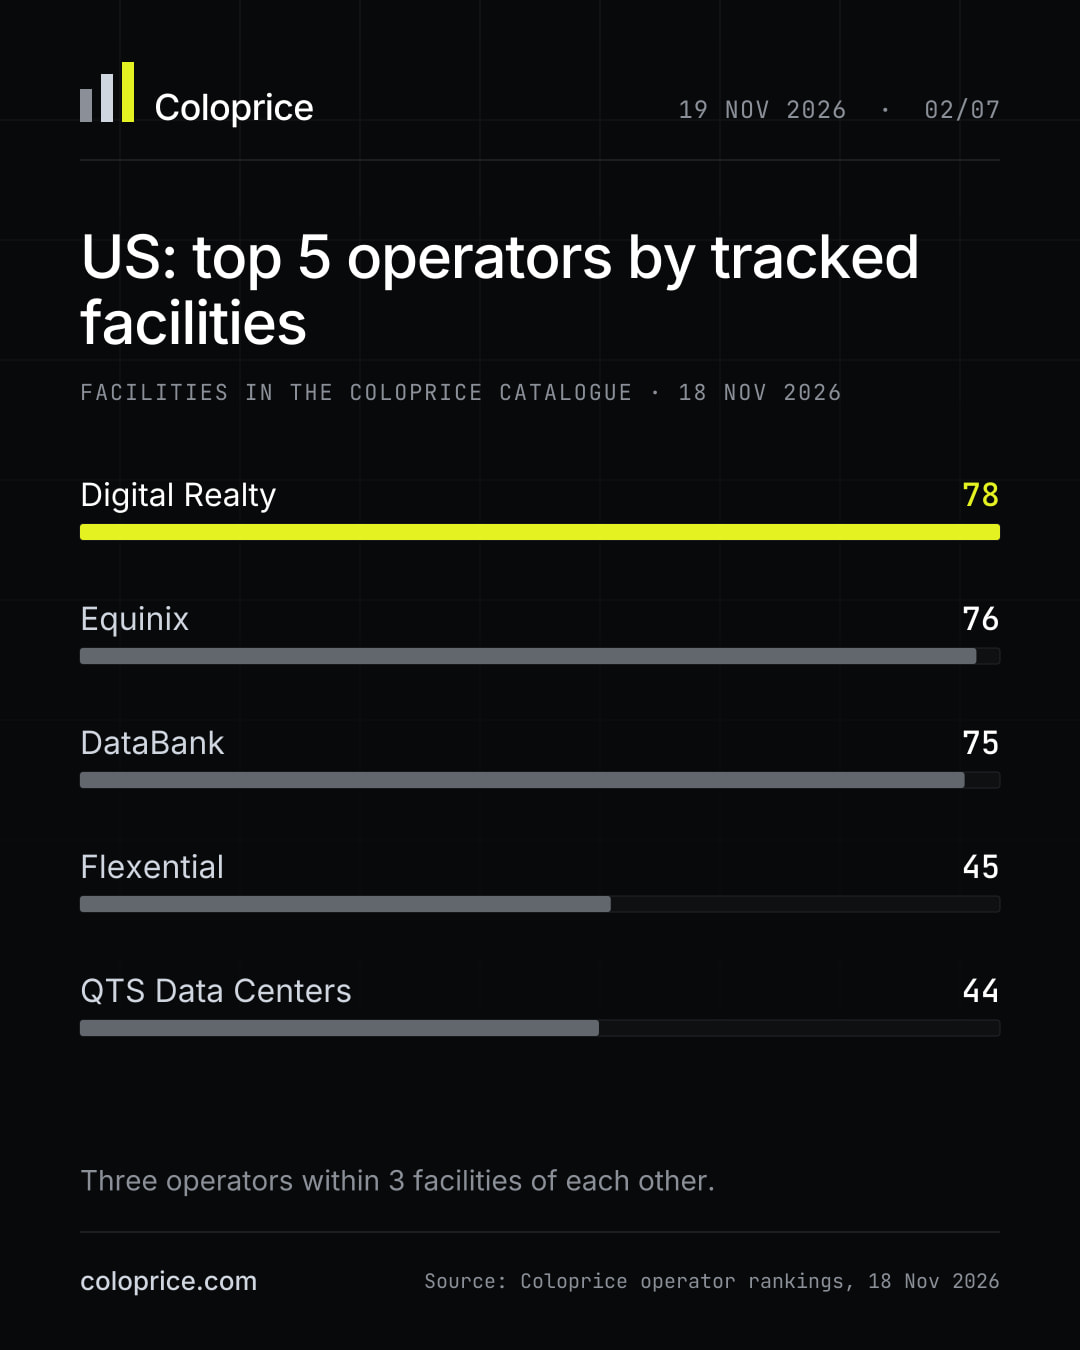 Coloprice
19 NOV 2026 · 02/07
US: top 5 operators by tracked
facilities
FACILITIES IN THE COLOPRICE CATALOGUE · 18 NOV 2026
Digital Realty 78
Equinix 76
DataBank 75
Flexential 45
QTS Data Centers 44
Three operators within 3 facilities of each other.
coloprice.com
Source: Coloprice operator rankings, 18 Nov 2026